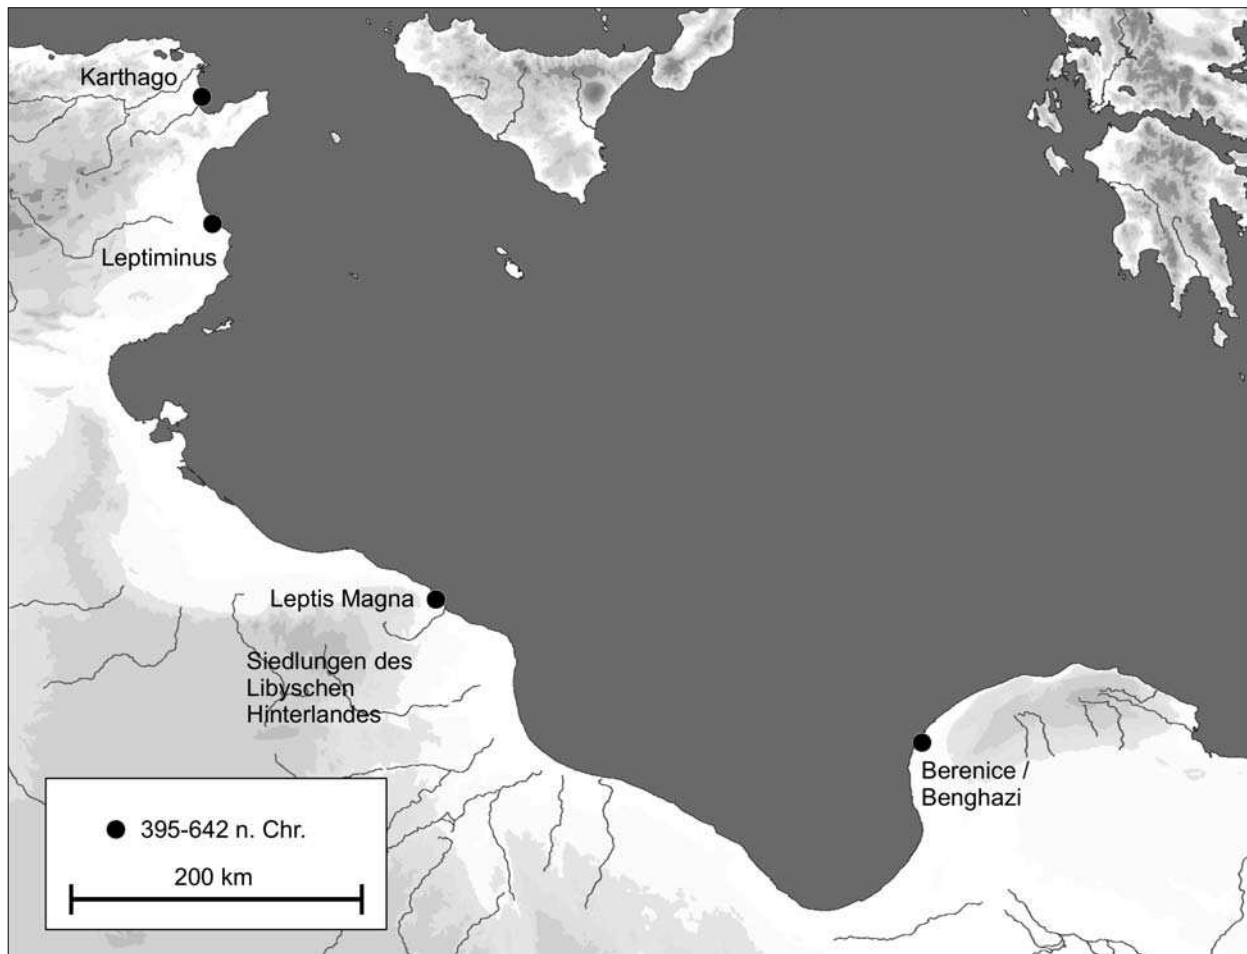 Karthago
Leptiminus
Leptis Magna
Siedlungen des
Libyschen
Hinterlandes
Berenice /
Benghazi
395-642 n. Chr.
200 km